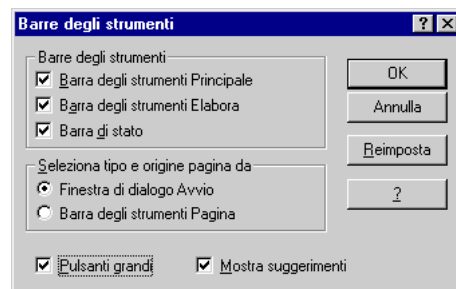 Barre degli strumenti
Barre degli strumenti
Barra degli strumenti Principale
Barra degli strumenti Elabora
Barra di stato
Seleziona tipo e origine pagina da
Finestra di dialogo Avvio
Barra degli strumenti Pagina
Pulsanti grandi
Mostra suggerimenti
OK
Annulla
Reimposta
?